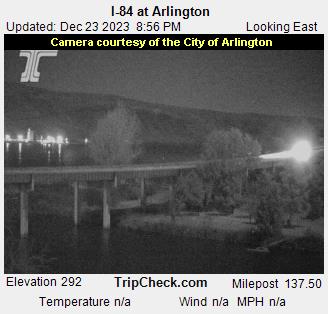 I-84 at Arlington
Updated: Dec 23 2023 8:56 PM Looking East
Camera courtesy of the City of Arlington
Elevation 292 TripCheck.com Milepost 137.50
Temperature n/a Wind n/a MPH n/a